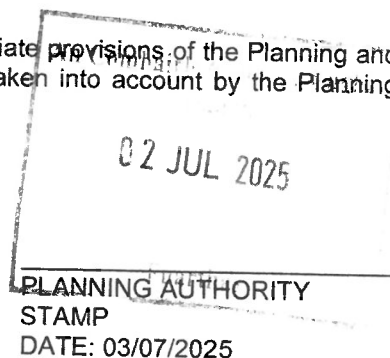 iate provisions of the Planning and
aken into account by the Planning
02 JUL 2025
PLANNING AUTHORITY
STAMP
DATE: 03/07/2025